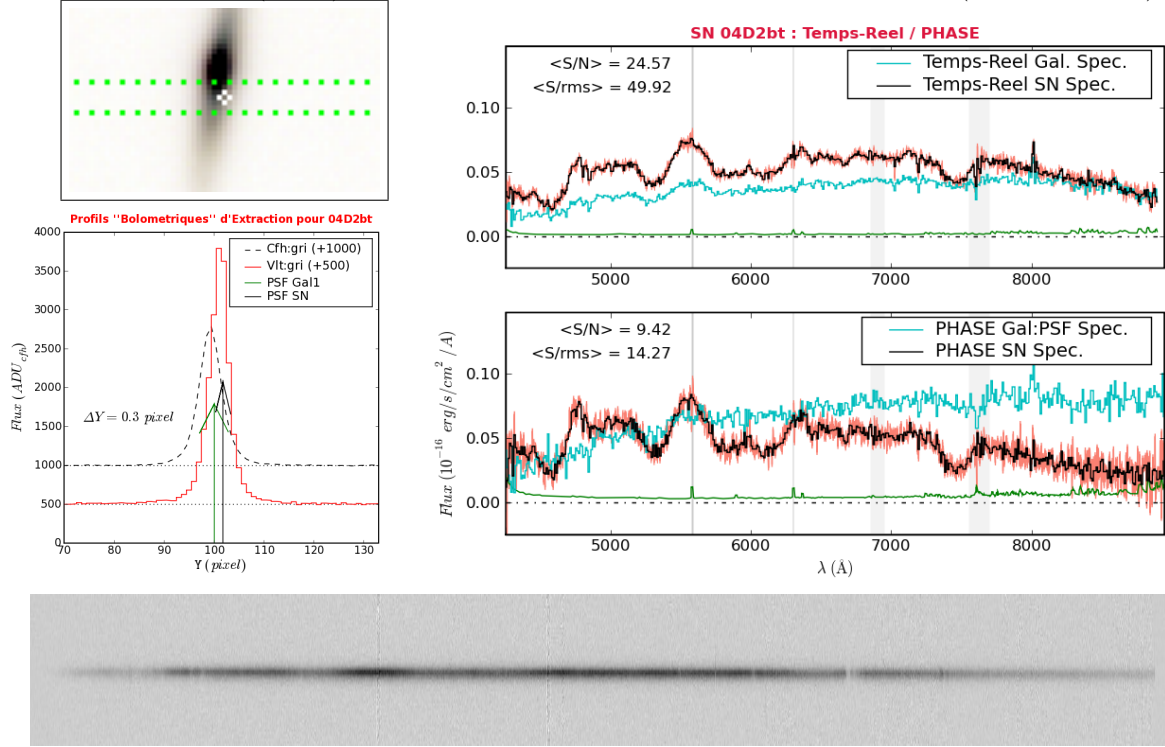 SN 04D2bt : Temps-Reel / PHASE
<S/N> = 24.57
<S/rms> = 49.92
Temps-Reel Gal. Spec.
Temps-Reel SN Spec.
0.10
0.05
0.00
5000 6000 7000 8000
Profils ''Bolometriques'' d'Extraction pour 04D2bt
Flux ( ADU_cfh)
4000
3500
3000
2500
2000
1500
1000
500
0
Cfh:gri (+1000)
Vlt:gri (+500)
PSF Gal1
PSF SN
ΔY = 0.3 pixel
70 80 90 100 110 120 130
Y ( pixel)
<S/N> = 9.42
<S/rms> = 14.27
PHASE Gal:PSF Spec.
PHASE SN Spec.
Flux (10^−16 erg/s/cm^2 /A)
0.10
0.05
0.00
5000 6000 7000 8000
λ (Å)